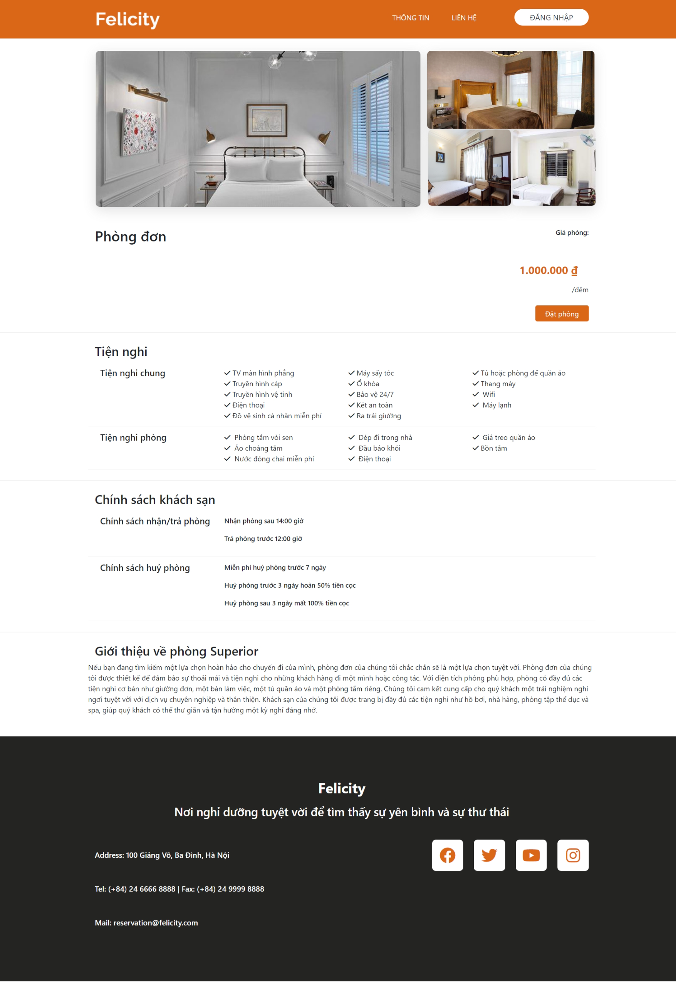 Felicity
THÔNG TIN
LIÊN HỆ
ĐĂNG NHẬP
Phòng đơn
Giá phòng:
1.000.000 ₫
/đêm
Đặt phòng
Tiện nghi
Tiện nghi chung
TV màn hình phẳng
Truyền hình cáp
Truyền hình vệ tinh
Điện thoại
Đồ vệ sinh cá nhân miễn phí
Máy sấy tóc
Ổ khóa
Bảo vệ 24/7
Két an toàn
Ra trải giường
Tủ hoặc phòng để quần áo
Thang máy
Wifi
Máy lạnh
Tiện nghi phòng
Phòng tắm vòi sen
Áo choàng tắm
Nước đóng chai miễn phí
Dép đi trong nhà
Đầu báo khói
Điện thoại
Giá treo quần áo
Bồn tắm
Chính sách khách sạn
Chính sách nhận/trả phòng
Nhận phòng sau 14:00 giờ
Trả phòng trước 12:00 giờ
Chính sách huỷ phòng
Miễn phí huỷ phòng trước 7 ngày
Huỷ phòng trước 3 ngày hoàn 50% tiền cọc
Huỷ phòng sau 3 ngày mất 100% tiền cọc
Giới thiệu về phòng Superior
Nếu bạn đang tìm kiếm một lựa chọn hoàn hảo cho chuyến đi của mình, phòng đơn của chúng tôi chắc chắn sẽ là một lựa chọn tuyệt vời. Phòng đơn của chúng
tôi được thiết kế để đảm bảo sự thoải mái và tiện nghi cho những khách hàng đi một mình hoặc công tác. Với diện tích phòng phù hợp, phòng có đầy đủ các
tiện nghi cơ bản như giường đơn, một bàn làm việc, một tủ quần áo và một phòng tắm riêng. Chúng tôi cam kết cung cấp cho quý khách một trải nghiệm nghỉ
ngơi tuyệt vời với dịch vụ chuyên nghiệp và thân thiện. Khách sạn của chúng tôi được trang bị đầy đủ các tiện nghi như hồ bơi, nhà hàng, phòng tập thể dục và
spa, giúp quý khách có thể thư giãn và tận hưởng một kỳ nghỉ đáng nhớ.
Felicity
Nơi nghỉ dưỡng tuyệt vời để tìm thấy sự yên bình và sự thư thái
Address: 100 Giảng Võ, Ba Đình, Hà Nội
Tel: (+84) 24 6666 8888 | Fax: (+84) 24 9999 8888
Mail: reservation@felicity.com